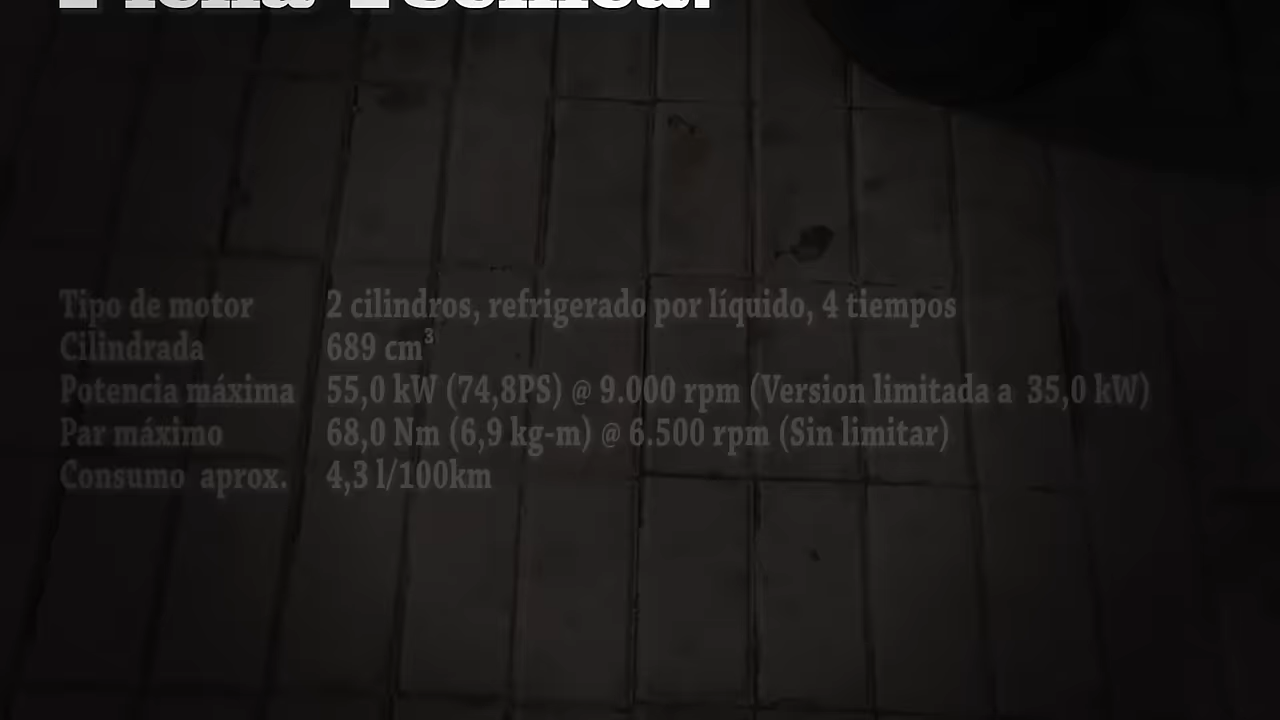 Ficha Técnica:
Tipo de motor 2 cilindros, refrigerado por líquido, 4 tiempos
Cilindrada 689 cm³
Potencia máxima 55,0 kW (74,8PS) @ 9.000 rpm (Version limitada a 35,0 kW)
Par máximo 68,0 Nm (6,9 kg-m) @ 6.500 rpm (Sin limitar)
Consumo aprox. 4,3 l/100km